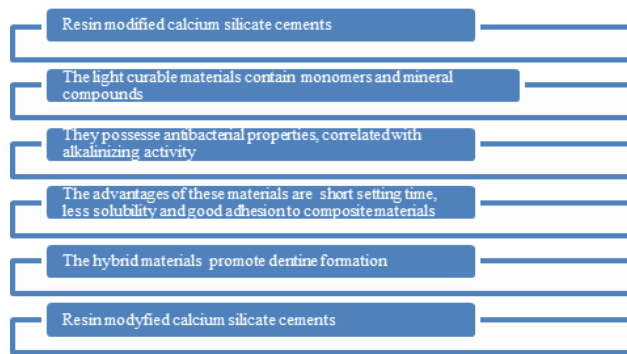 Resin modified calcium silicate cements
The light curable materials contain monomers and mineral
compounds
They possesse antibacterial properties, correlated with
alkalinizing activity
The advantages of these materials are short setting time,
less solubility and good adhesion to composite materials
The hybrid materials promote dentine formation
Resin modyfied calcium silicate cements